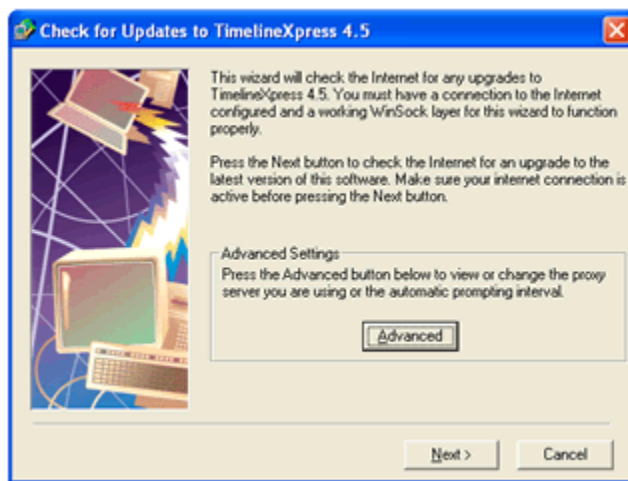 Check for Updates to TimelineXpress 4.5
This wizard will check the Internet for any upgrades to
TimelineXpress 4.5. You must have a connection to the Internet
configured and a working WinSock layer for this wizard to function
properly.
Press the Next button to check the Internet for an upgrade to the
latest version of this software. Make sure your internet connection is
active before pressing the Next button.
Advanced Settings
Press the Advanced button below to view or change the proxy
server you are using or the automatic prompting interval.
Advanced
Next >
Cancel